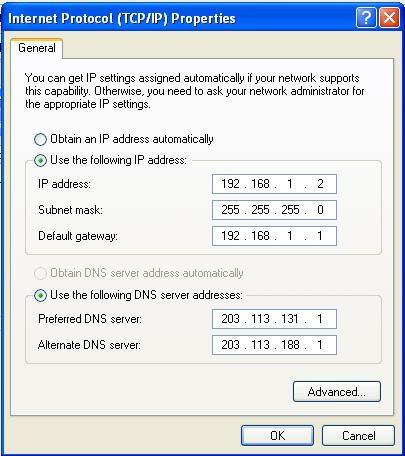 Internet Protocol (TCP/IP) Properties
General
You can get IP settings assigned automatically if your network supports
this capability. Otherwise, you need to ask your network administrator for
the appropriate IP settings.
Obtain an IP address automatically
Use the following IP address:
IP address: 192 . 168 . 1 . 2
Subnet mask: 255 . 255 . 255 . 0
Default gateway: 192 . 168 . 1 . 1
Obtain DNS server address automatically
Use the following DNS server addresses:
Preferred DNS server: 203 . 113 . 131 . 1
Alternate DNS server: 203 . 113 . 188 . 1
Advanced...
OK Cancel